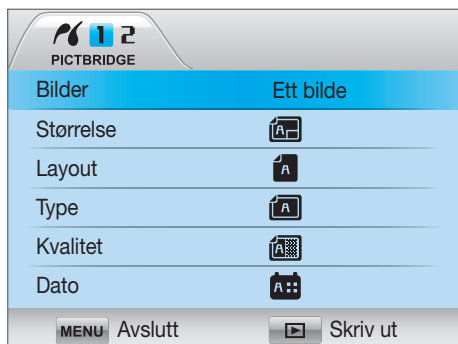 1 2
PICTBRIDGE
Bilder Ett bilde
Størrelse A
Layout A
Type A
Kvalitet A
Dato A
MENU Avslutt Skriv ut